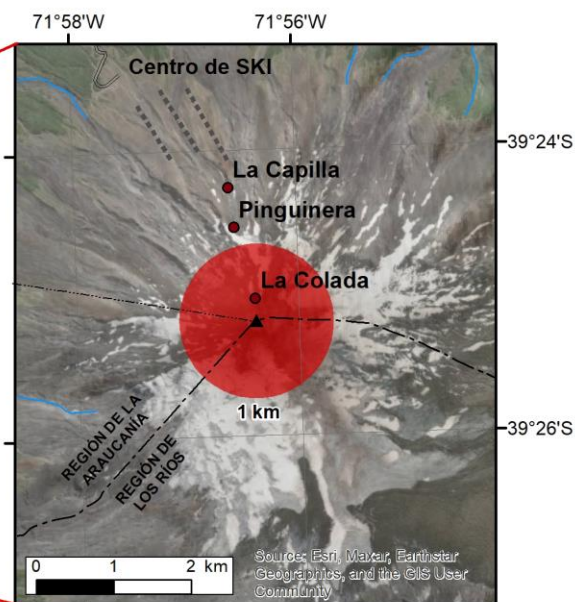 71°58'W
71°56'W
Centro de SKI
39°24'S
La Capilla
Pinguinera
La Colada
1 km
REGIÓN DE LA
ARAUCANÍA
REGIÓN DE
LOS RÍOS
39°26'S
0 1 2 km
Source: Esri, Maxar, Earthstar
Geographics, and the GIS User
Community